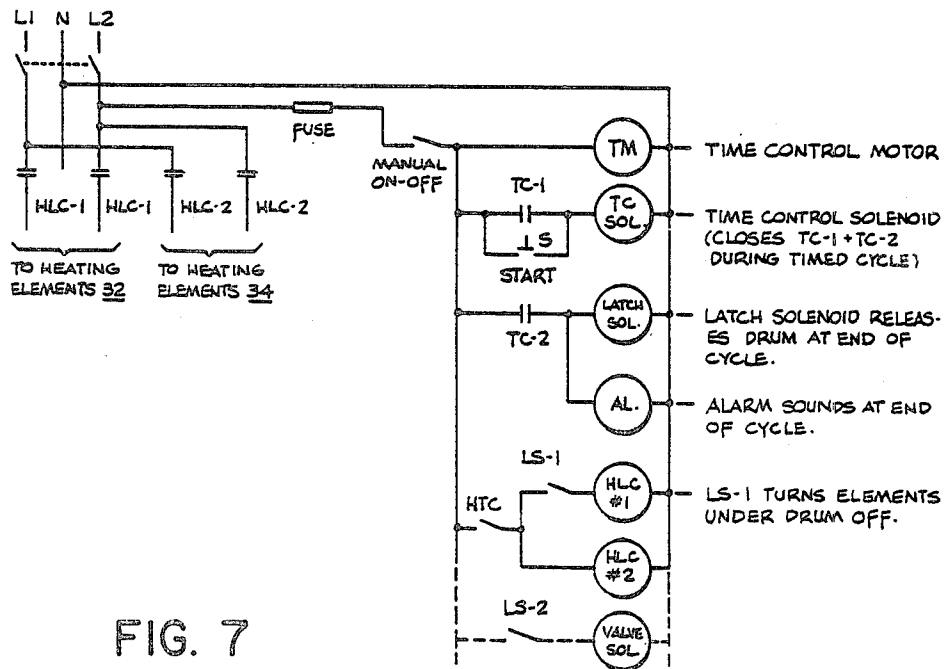 L1 N L2
FUSE
MANUAL
ON-OFF
TM
TIME CONTROL MOTOR
HLC-1
HLC-1
HLC-2
HLC-2
TO HEATING
ELEMENTS 32
TO HEATING
ELEMENTS 34
TC-1
S
START
TC
SOL.
TIME CONTROL SOLENOID
(CLOSES TC-1 + TC-2
DURING TIMED CYCLE)
TC-2
LATCH
SOL.
LATCH SOLENOID RELEAS-
ES DRUM AT END OF
CYCLE.
AL.
ALARM SOUNDS AT END
OF CYCLE.
LS-1
HTC
HLC
#1
LS-1 TURNS ELEMENTS
UNDER DRUM OFF.
HLC
#2
LS-2
VALVE
SOL.
FIG. 7